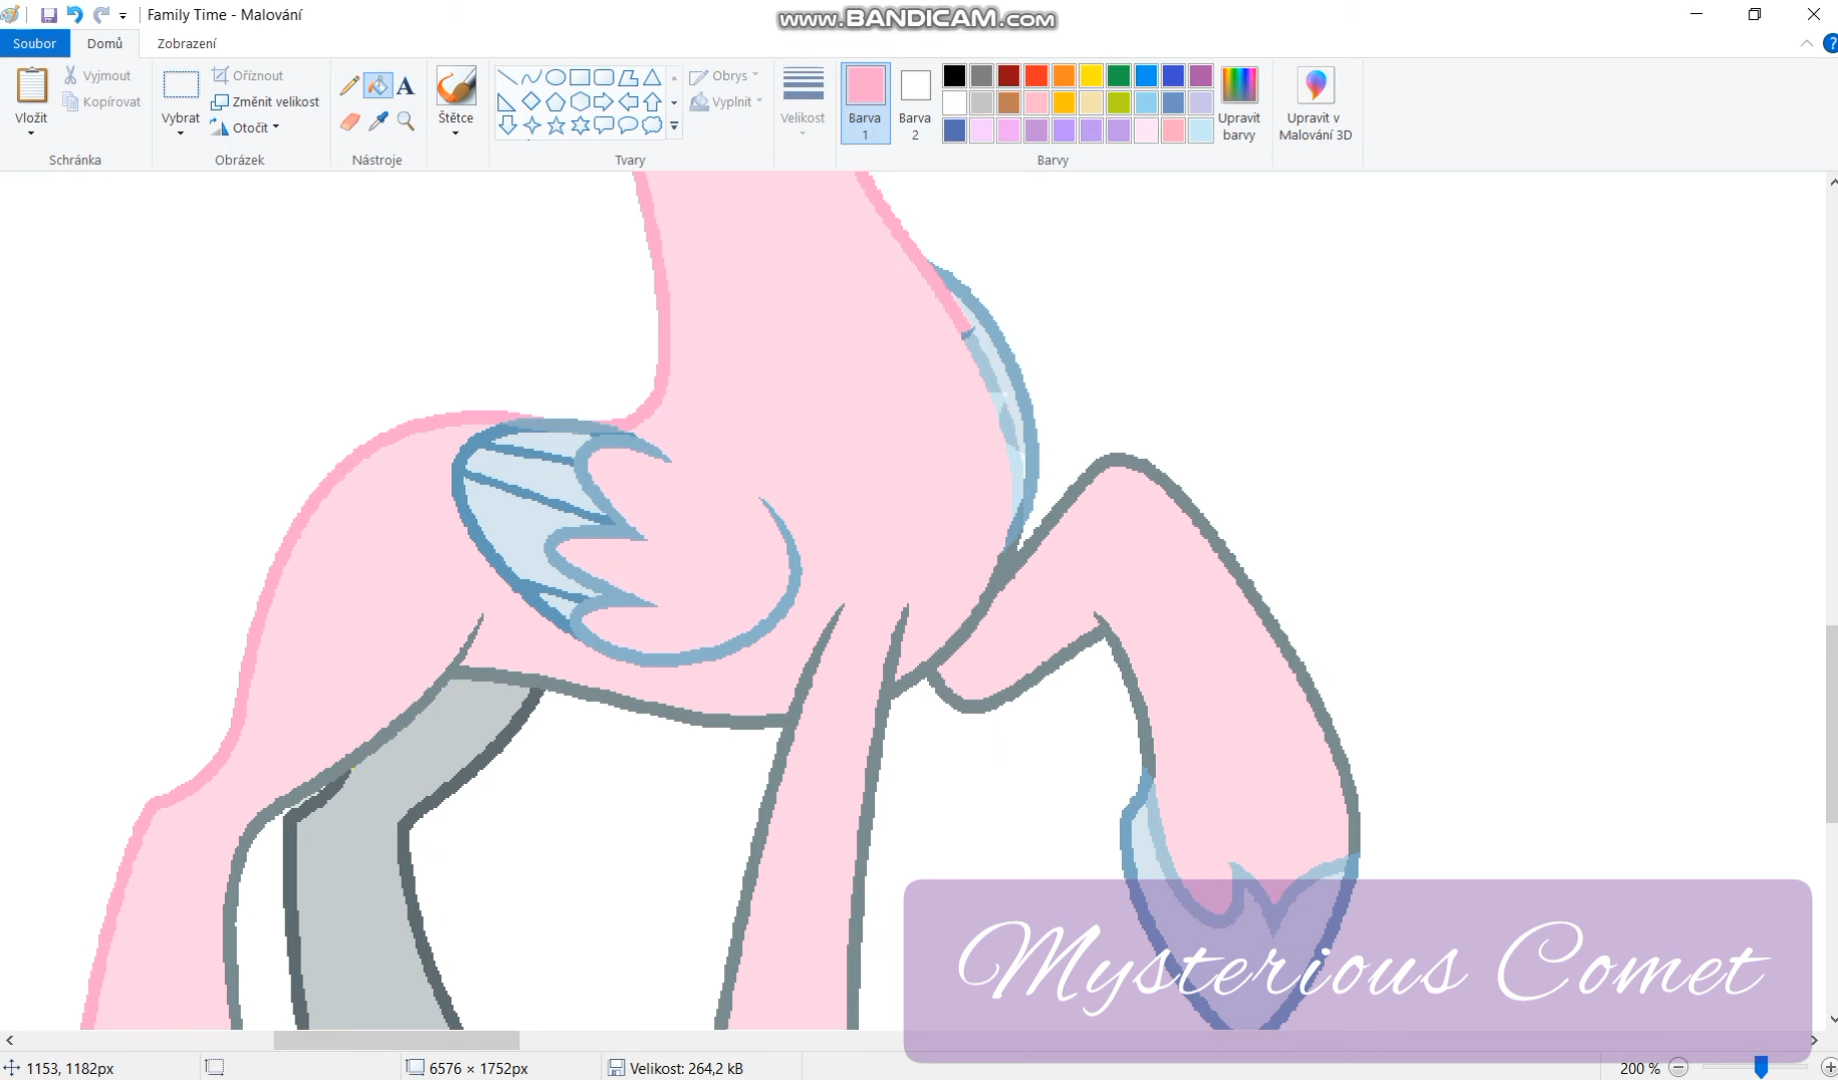 Family Time - Malování
www.BANDICAM.com
Soubor
Domů
Zobrazení
Vložit
Vyjmout
Kopírovat
Schránka
Vybrat
Oříznout
Změnit velikost
Otočit
Obrázek
Nástroje
Štětce
Tvary
Obrys
Vyplnit
Velikost
Barva 1
Barva 2
Barvy
Upravit barvy
Upravit v Malování 3D
Mysterious Comet
1153, 1182px
6576 × 1752px
Velikost: 264,2 kB
200 %